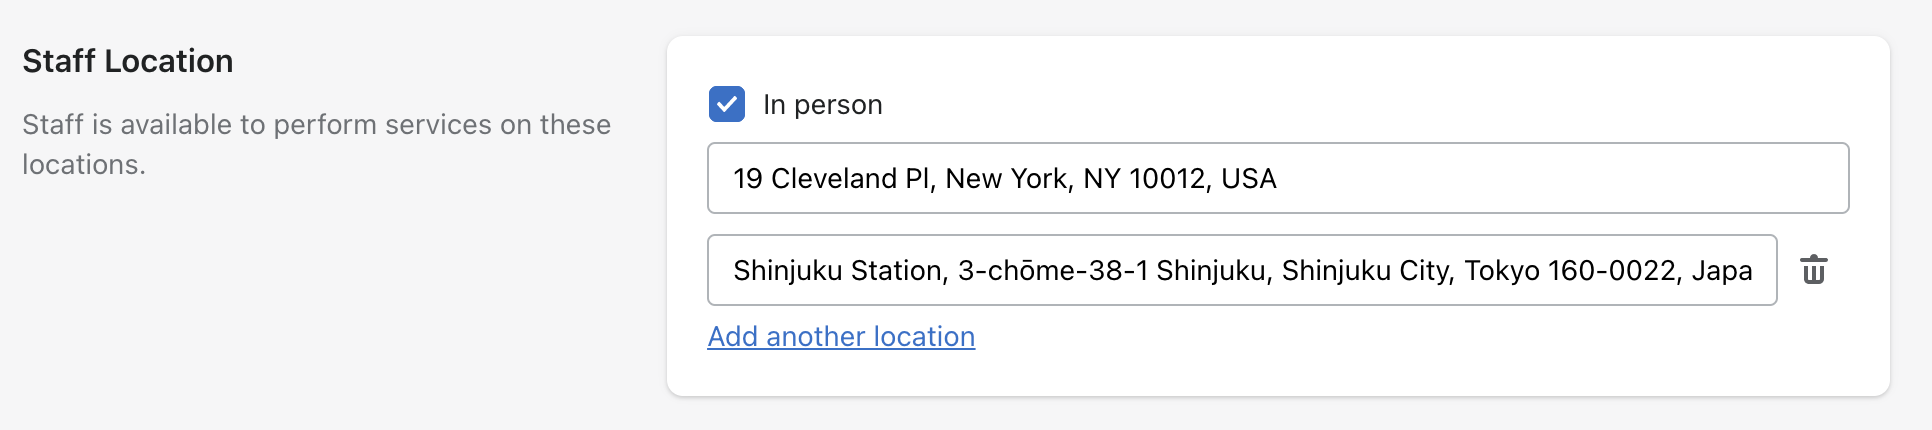 Staff Location
Staff is available to perform services on these
locations.
In person
19 Cleveland Pl, New York, NY 10012, USA
Shinjuku Station, 3-chōme-38-1 Shinjuku, Shinjuku City, Tokyo 160-0022, Japa
Add another location